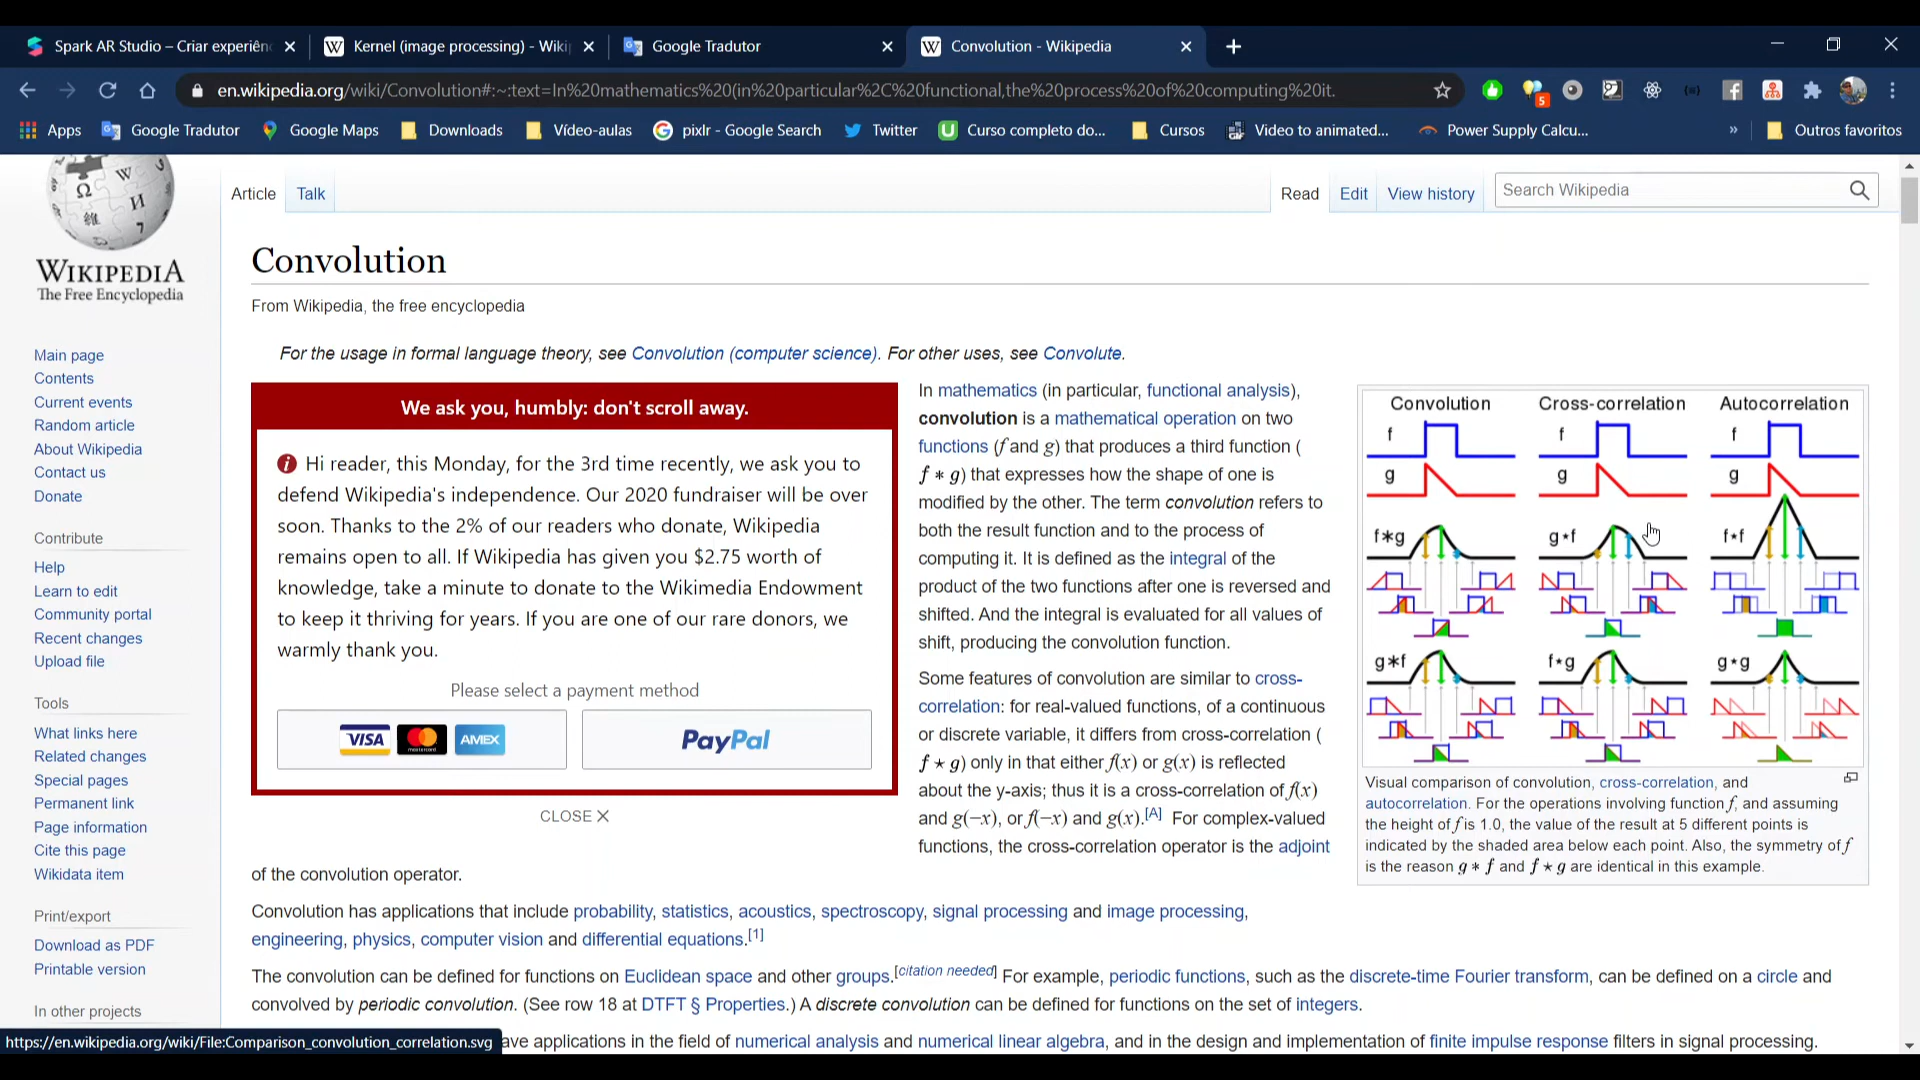 Spark AR Studio – Criar experiên
Kernel (image processing) - Wiki
Google Tradutor
Convolution - Wikipedia
en.wikipedia.org/wiki/Convolution#:~:text=In%20mathematics%20(in%20particular%2C%20functional,the%20process%20of%20computing%20it.
5
Apps
Google Tradutor
Google Maps
Downloads
Vídeo-aulas
pixlr - Google Search
Twitter
Curso completo do...
Cursos
Video to animated...
Power Supply Calcu...
»
Outros favoritos
WIKIPEDIA
The Free Encyclopedia
Main page
Contents
Current events
Random article
About Wikipedia
Contact us
Donate
Contribute
Help
Learn to edit
Community portal
Recent changes
Upload file
Tools
What links here
Related changes
Special pages
Permanent link
Page information
Cite this page
Wikidata item
Print/export
Download as PDF
Printable version
In other projects
Article
Talk
Read
Edit
View history
Search Wikipedia
Convolution
From Wikipedia, the free encyclopedia
For the usage in formal language theory, see Convolution (computer science). For other uses, see Convolute.
We ask you, humbly: don't scroll away.
Hi reader, this Monday, for the 3rd time recently, we ask you to
defend Wikipedia's independence. Our 2020 fundraiser will be over
soon. Thanks to the 2% of our readers who donate, Wikipedia
remains open to all. If Wikipedia has given you $2.75 worth of
knowledge, take a minute to donate to the Wikimedia Endowment
to keep it thriving for years. If you are one of our rare donors, we
warmly thank you.
Please select a payment method
VISA
mastercard
AMEX
PayPal
CLOSE X
In mathematics (in particular, functional analysis),
convolution is a mathematical operation on two
functions (f and g) that produces a third function (
f ∗ g) that expresses how the shape of one is
modified by the other. The term convolution refers to
both the result function and to the process of
computing it. It is defined as the integral of the
product of the two functions after one is reversed and
shifted. And the integral is evaluated for all values of
shift, producing the convolution function.
Some features of convolution are similar to cross-
correlation: for real-valued functions, of a continuous
or discrete variable, it differs from cross-correlation (
f ⋆ g) only in that either f(x) or g(x) is reflected
about the y-axis; thus it is a cross-correlation of f(x)
and g(−x), or f(−x) and g(x).[A] For complex-valued
functions, the cross-correlation operator is the adjoint
of the convolution operator.
Convolution
Cross-correlation
Autocorrelation
f
f
f
g
g
g
f∗g
g⋆f
f⋆f
g∗f
f⋆g
g⋆g
Visual comparison of convolution, cross-correlation, and
autocorrelation. For the operations involving function f, and assuming
the height of f is 1.0, the value of the result at 5 different points is
indicated by the shaded area below each point. Also, the symmetry of f
is the reason g ∗ f and f ⋆ g are identical in this example.
Convolution has applications that include probability, statistics, acoustics, spectroscopy, signal processing and image processing,
engineering, physics, computer vision and differential equations.[1]
The convolution can be defined for functions on Euclidean space and other groups.[citation needed] For example, periodic functions, such as the discrete-time Fourier transform, can be defined on a circle and
convolved by periodic convolution. (See row 18 at DTFT § Properties.) A discrete convolution can be defined for functions on the set of integers.
https://en.wikipedia.org/wiki/File:Comparison_convolution_correlation.svg
ave applications in the field of numerical analysis and numerical linear algebra, and in the design and implementation of finite impulse response filters in signal processing.